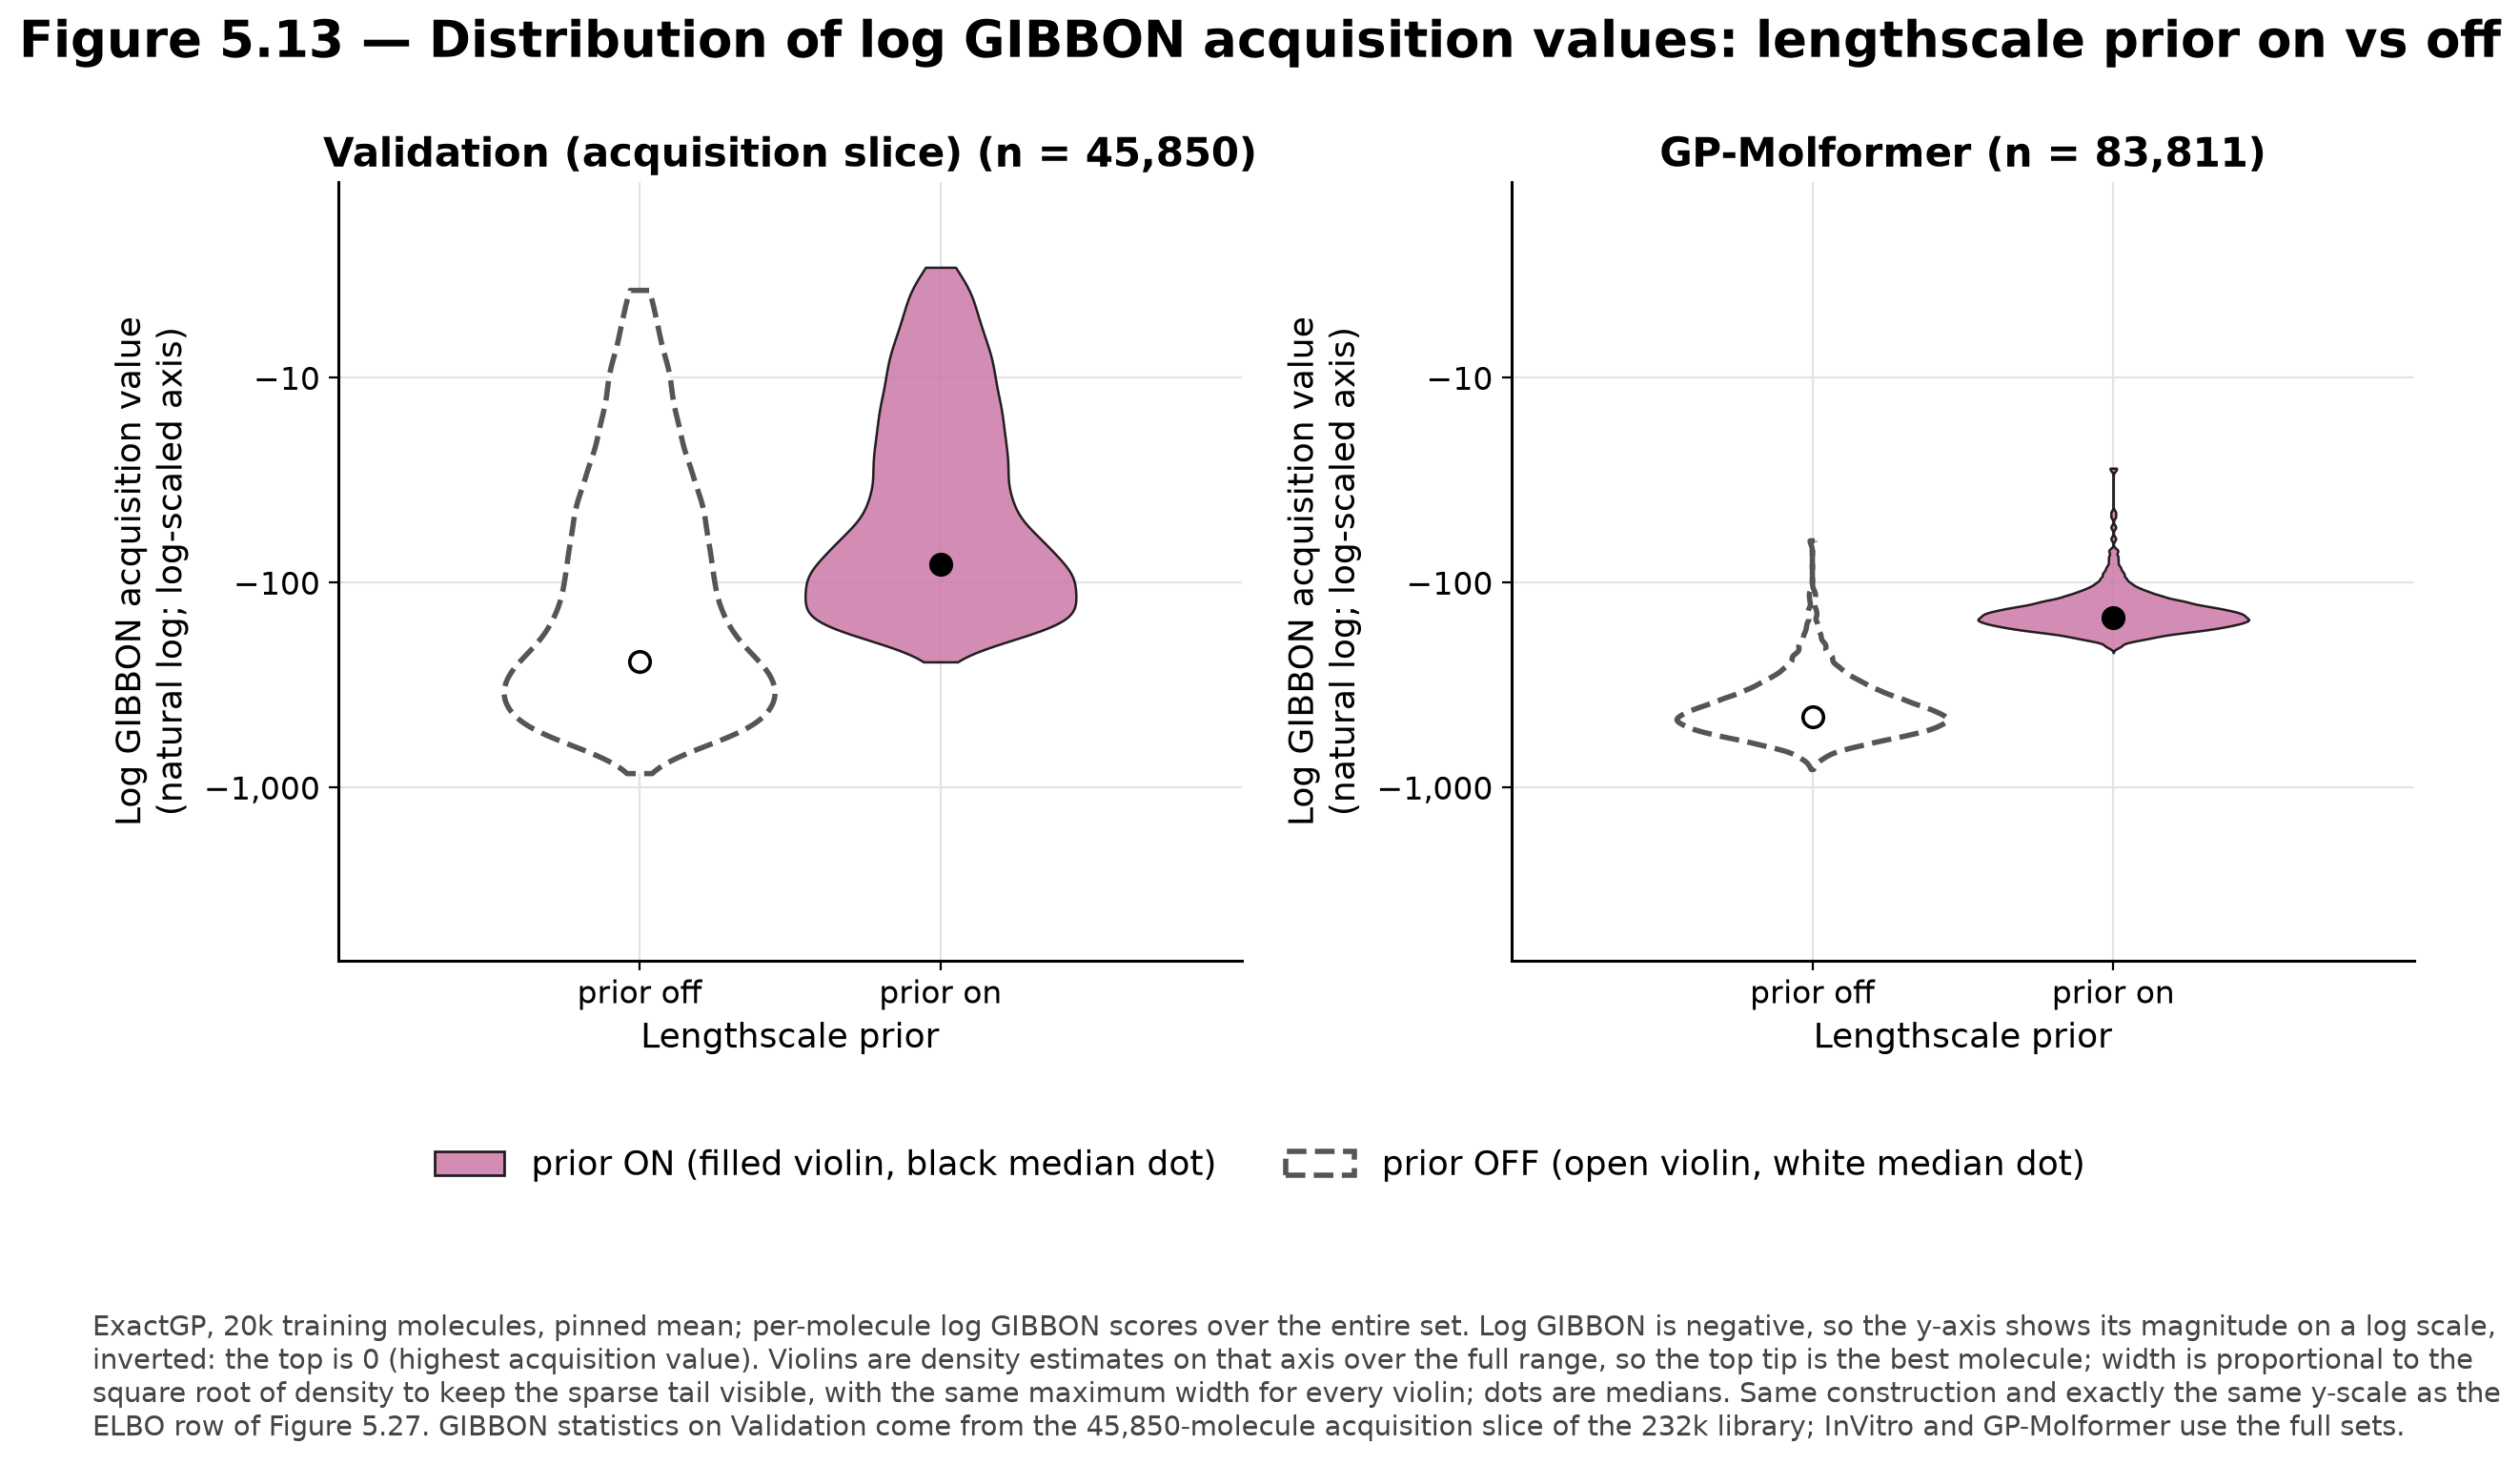 Figure 5.13 — Distribution of log GIBBON acquisition values: lengthscale prior on vs off
Validation (acquisition slice) (n = 45,850)
Log GIBBON acquisition value
(natural log; log-scaled axis)
−10
−100
−1,000
prior off
prior on
Lengthscale prior
GP-Molformer (n = 83,811)
Log GIBBON acquisition value
(natural log; log-scaled axis)
−10
−100
−1,000
prior off
prior on
Lengthscale prior
prior ON (filled violin, black median dot)
prior OFF (open violin, white median dot)
ExactGP, 20k training molecules, pinned mean; per-molecule log GIBBON scores over the entire set. Log GIBBON is negative, so the y-axis shows its magnitude on a log scale,
inverted: the top is 0 (highest acquisition value). Violins are density estimates on that axis over the full range, so the top tip is the best molecule; width is proportional to the
square root of density to keep the sparse tail visible, with the same maximum width for every violin; dots are medians. Same construction and exactly the same y-scale as the
ELBO row of Figure 5.27. GIBBON statistics on Validation come from the 45,850-molecule acquisition slice of the 232k library; InVitro and GP-Molformer use the full sets.